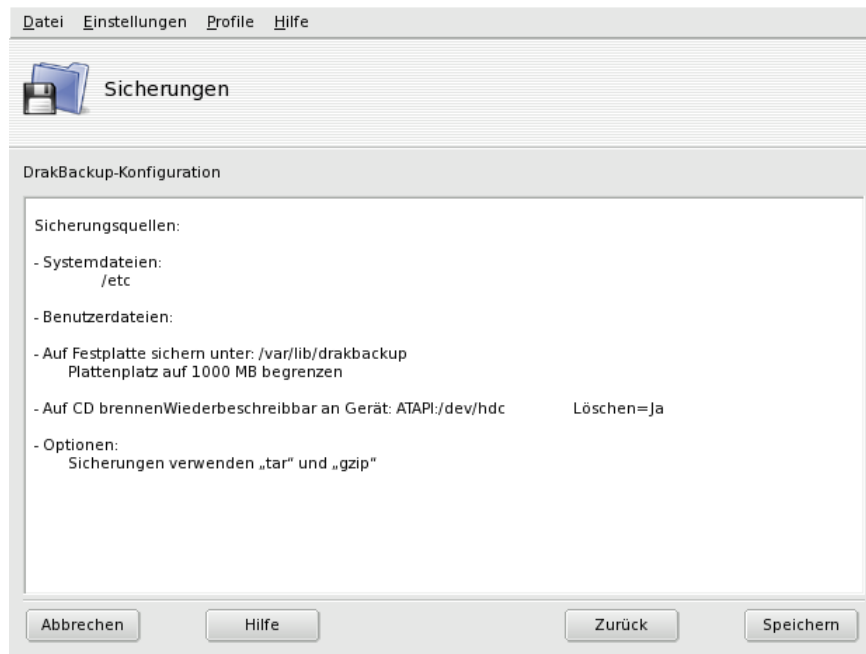 Datei Einstellungen Profile Hilfe
Sicherungen
DrakBackup-Konfiguration
Sicherungsquellen:
- Systemdateien:
/etc
- Benutzerdateien:
- Auf Festplatte sichern unter: /var/lib/drakbackup
Plattenplatz auf 1000 MB begrenzen
- Auf CD brennenWiederbeschreibbar an Gerät: ATAPI:/dev/hdc Löschen=Ja
- Optionen:
Sicherungen verwenden „tar“ und „gzip“
Abbrechen Hilfe Zurück Speichern